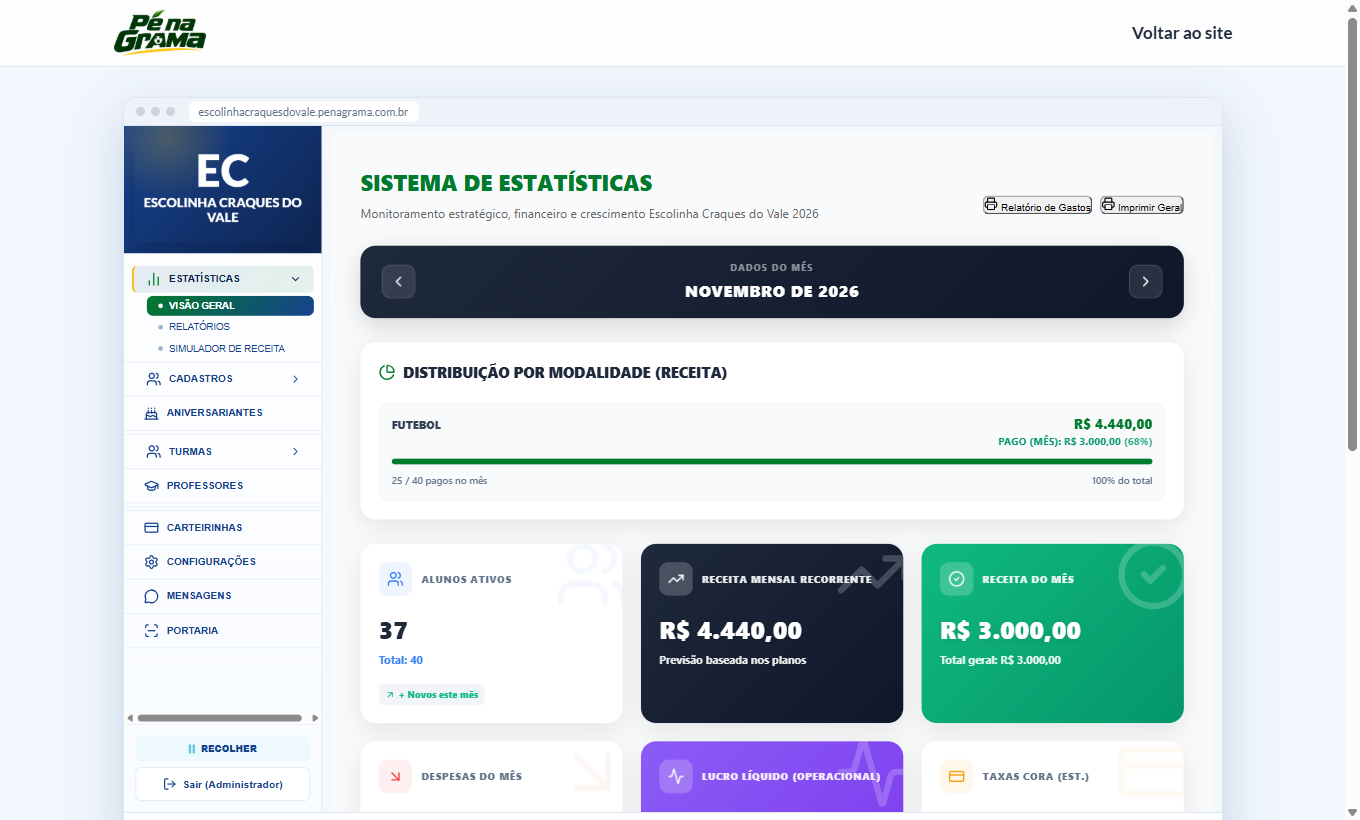 Pé na
GRAMA
Voltar ao site
escolinhacraquesdovale.penagrama.com.br
EC
ESCOLINHA CRAQUES DO
VALE
ESTATÍSTICAS
VISÃO GERAL
RELATÓRIOS
SIMULADOR DE RECEITA
CADASTROS
ANIVERSARIANTES
TURMAS
PROFESSORES
CARTEIRINHAS
CONFIGURAÇÕES
MENSAGENS
PORTARIA
RECOLHER
Sair (Administrador)
SISTEMA DE ESTATÍSTICAS
Monitoramento estratégico, financeiro e crescimento Escolinha Craques do Vale 2026
Relatório de Gastos
Imprimir Geral
DADOS DO MÊS
NOVEMBRO DE 2026
DISTRIBUIÇÃO POR MODALIDADE (RECEITA)
FUTEBOL
R$ 4.440,00
PAGO (MÊS): R$ 3.000,00 (68%)
25 / 40 pagos no mês
100% do total
ALUNOS ATIVOS
37
Total: 40
+ Novos este mês
RECEITA MENSAL RECORRENTE
R$ 4.440,00
Previsão baseada nos planos
RECEITA DO MÊS
R$ 3.000,00
Total geral: R$ 3.000,00
DESPESAS DO MÊS
LUCRO LÍQUIDO (OPERACIONAL)
TAXAS CORA (EST.)